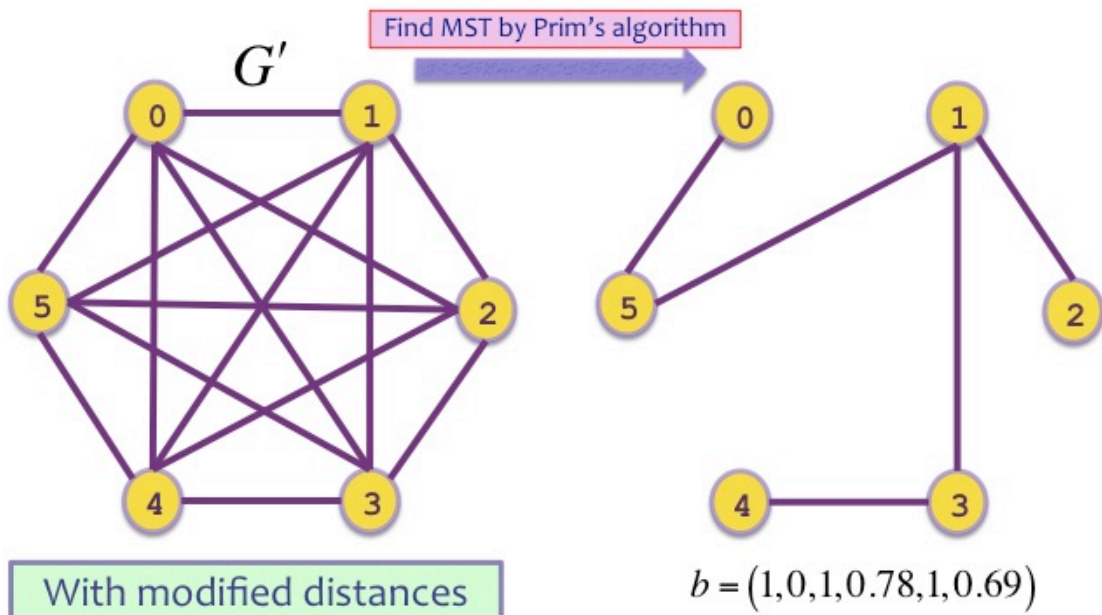 Find MST by Prim's algorithm
G′
0 1
0 1
5 2
5 2
4 3
4 3
With modified distances
b = (1,0,1,0.78,1,0.69)